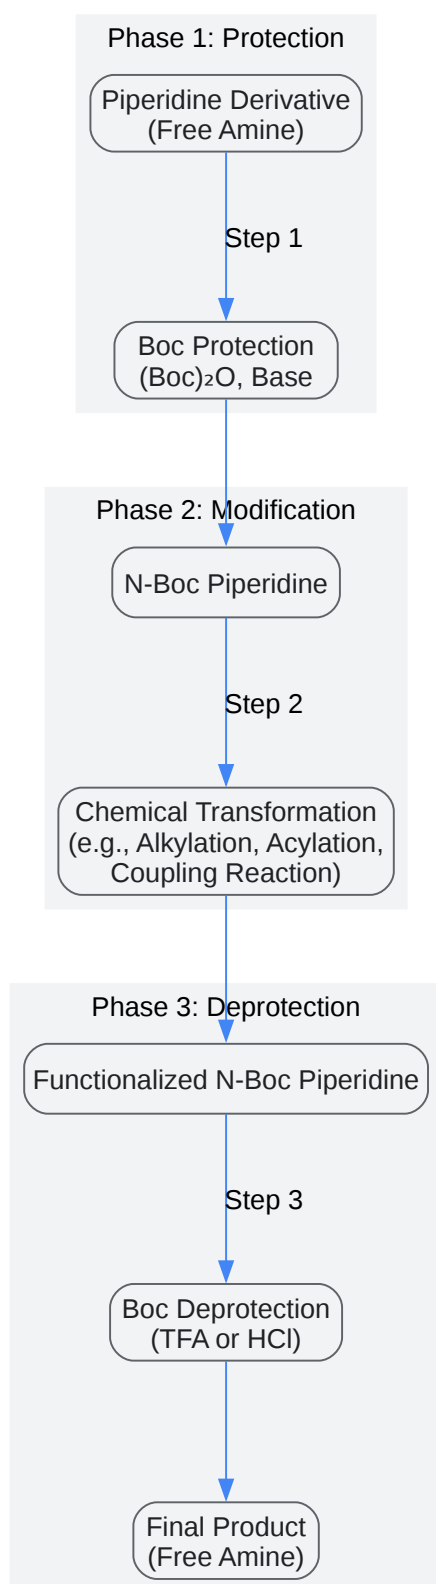 Phase 1: Protection
Piperidine Derivative
(Free Amine)
Step 1
Boc Protection
(Boc)₂O, Base
Phase 2: Modification
N-Boc Piperidine
Step 2
Chemical Transformation
(e.g., Alkylation, Acylation,
Coupling Reaction)
Phase 3: Deprotection
Functionalized N-Boc Piperidine
Step 3
Boc Deprotection
(TFA or HCl)
Final Product
(Free Amine)